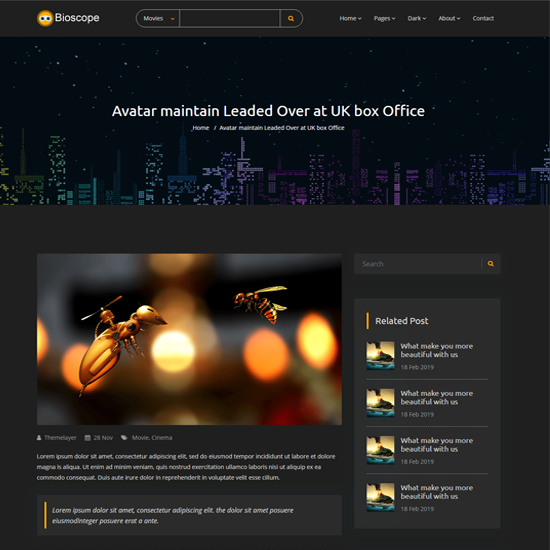 Bioscope
Movies
Home Pages Dark About Contact
Avatar maintain Leaded Over at UK box Office
Home / Avatar maintain Leaded Over at UK box Office
Search
Related Post
What make you more
beautiful with us
18 Feb 2019
What make you more
beautiful with us
18 Feb 2019
What make you more
beautiful with us
18 Feb 2019
What make you more
beautiful with us
18 Feb 2019
Themelayer 28 Nov Movie, Cinema
Lorem ipsum dolor sit amet, consectetur adipiscing elit, sed do eiusmod tempor incididunt ut labore et dolore
magna is aliqua. Ut enim ad minim veniam, quis nostrud exercitation ullamco laboris nisi ut aliquip ex ea
commodo consequat. Duis aute irure dolor in reprehenderit in voluptate velit esse cillum.
Lorem ipsum dolor sit amet, consectetur adipiscing elit. the dolor sit amet posuere
eiusmodInteger posuere erat a ante.